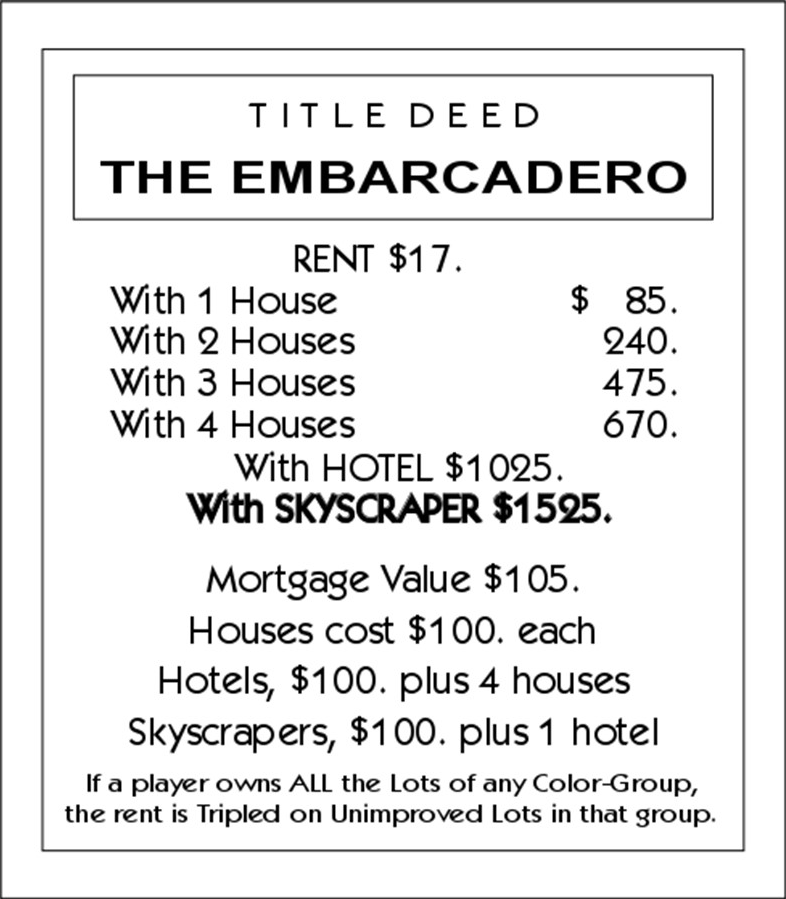 TITLE DEED
THE EMBARCADERO
RENT $17.
With 1 House $ 85.
With 2 Houses 240.
With 3 Houses 475.
With 4 Houses 670.
With HOTEL $1025.
With SKYSCRAPER $1525.
Mortgage Value $105.
Houses cost $100. each
Hotels, $100. plus 4 houses
Skyscrapers, $100. plus 1 hotel
If a player owns ALL the Lots of any Color-Group,
the rent is Tripled on Unimproved Lots in that group.